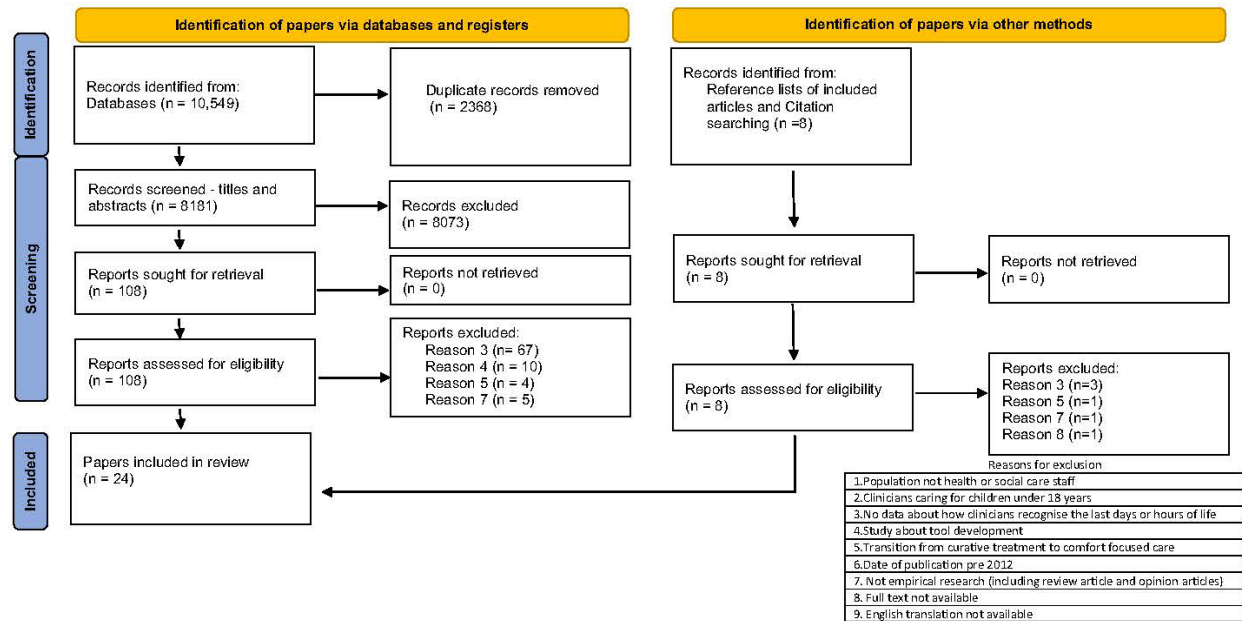 Identification of papers via databases and registers
Identification of papers via other methods
Identification
Records identified from:
Databases (n = 10,549)
Duplicate records removed
(n = 2368)
Records identified from:
Reference lists of included
articles and Citation
searching (n =8)
Screening
Records screened - titles and
abstracts (n = 8181)
Records excluded
(n = 8073)
Reports sought for retrieval
(n = 108)
Reports not retrieved
(n = 0)
Reports sought for retrieval
(n = 8)
Reports not retrieved
(n = 0)
Reports assessed for eligibility
(n = 108)
Reports excluded:
Reason 3 (n= 67)
Reason 4 (n = 10)
Reason 5 (n = 4)
Reason 7 (n = 5)
Reports assessed for eligibility
(n = 8)
Reports excluded:
Reason 3 (n=3)
Reason 5 (n=1)
Reason 7 (n=1)
Reason 8 (n=1)
Included
Papers included in review
(n = 24)
Reasons for exclusion
1.Population not health or social care staff
2.Clinicians caring for children under 18 years
3.No data about how clinicians recognise the last days or hours of life
4.Study about tool development
5.Transition from curative treatment to comfort focused care
6.Date of publication pre 2012
7. Not empirical research (including review article and opinion articles)
8. Full text not available
9. English translation not available